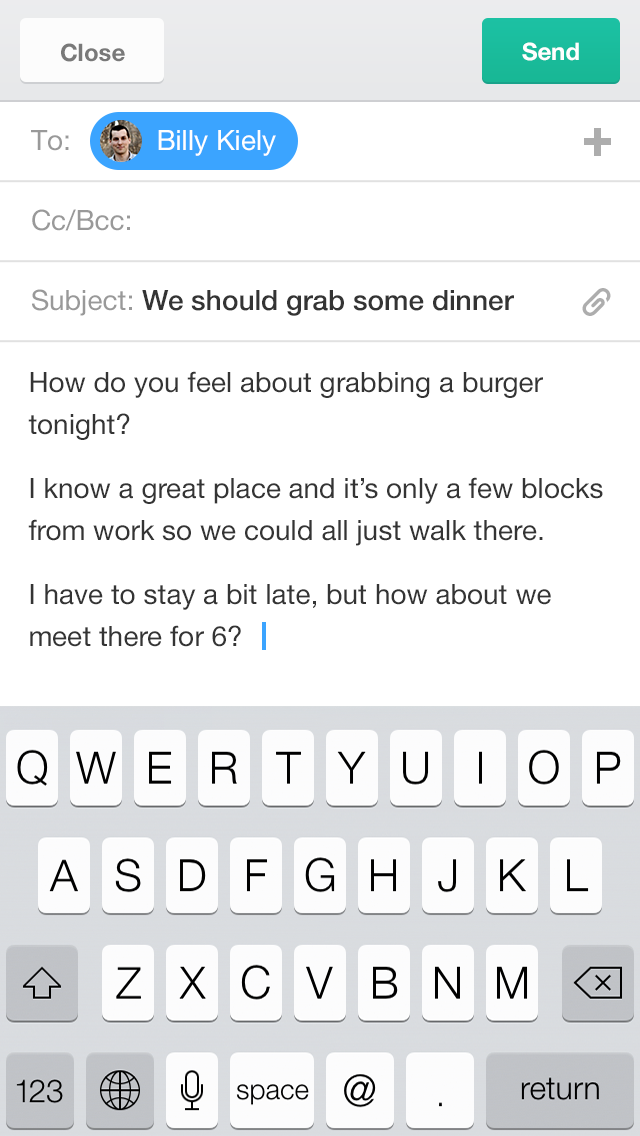 Close Send
To: Billy Kiely
Cc/Bcc:
Subject: We should grab some dinner
How do you feel about grabbing a burger
tonight?
I know a great place and it’s only a few blocks
from work so we could all just walk there.
I have to stay a bit late, but how about we
meet there for 6?
Q W E R T Y U I O P
A S D F G H J K L
Z X C V B N M
123 space @ . return